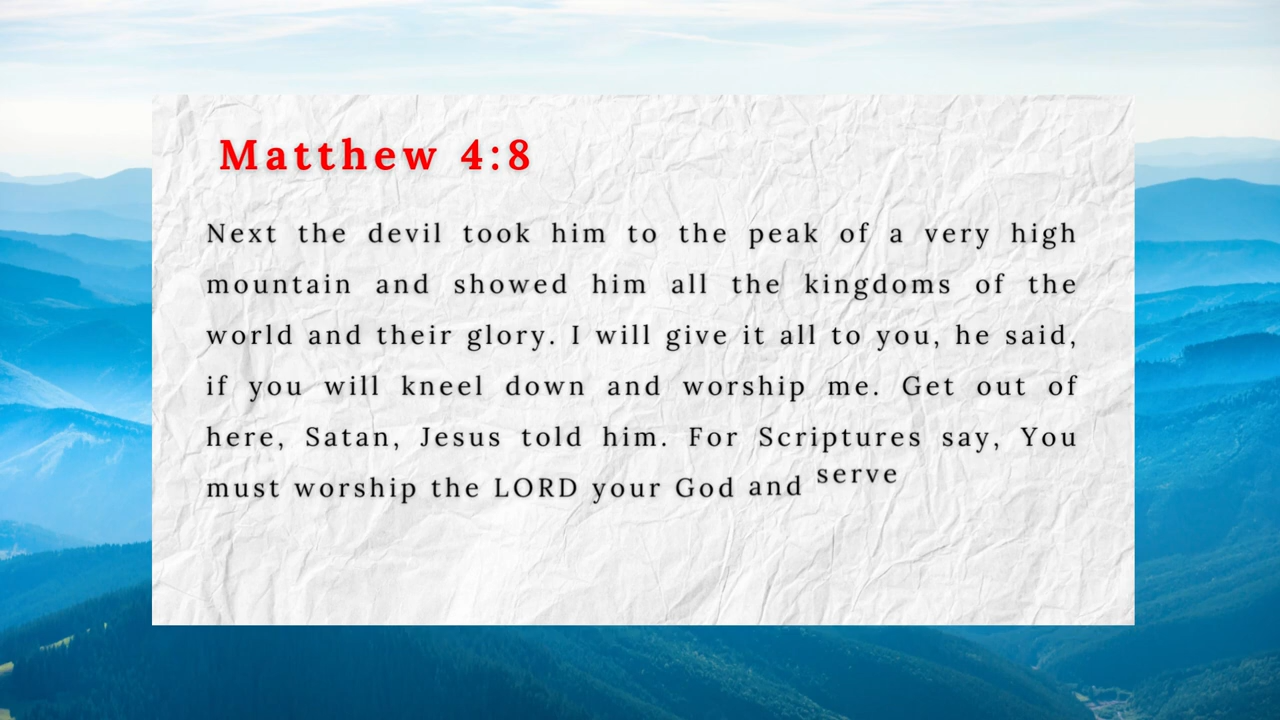 Matthew 4:8
Next the devil took him to the peak of a very high
mountain and showed him all the kingdoms of the
world and their glory. I will give it all to you, he said,
if you will kneel down and worship me. Get out of
here, Satan, Jesus told him. For Scriptures say, You
must worship the LORD your God and serve